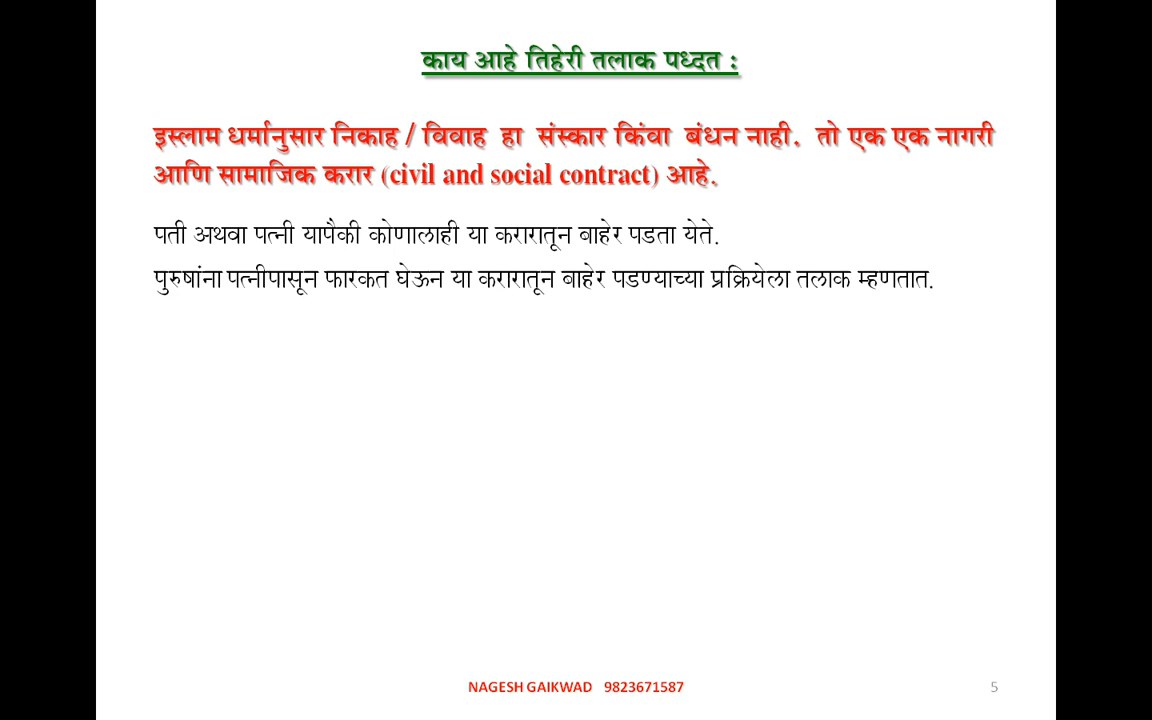 काय आहे तिहेरी तलाक पध्दत :
इस्लाम धर्मानुसार निकाह / विवाह हा संस्कार किंवा बंधन नाही. तो एक एक नागरी
आणि सामाजिक करार (civil and social contract) आहे.
पती अथवा पत्नी यापैकी कोणालाही या करारातून बाहेर पडता येते.
पुरुषांना पत्नीपासून फारकत घेऊन या करारातून बाहेर पडण्याच्या प्रक्रियेला तलाक म्हणतात.
NAGESH GAIKWAD 9823671587
5